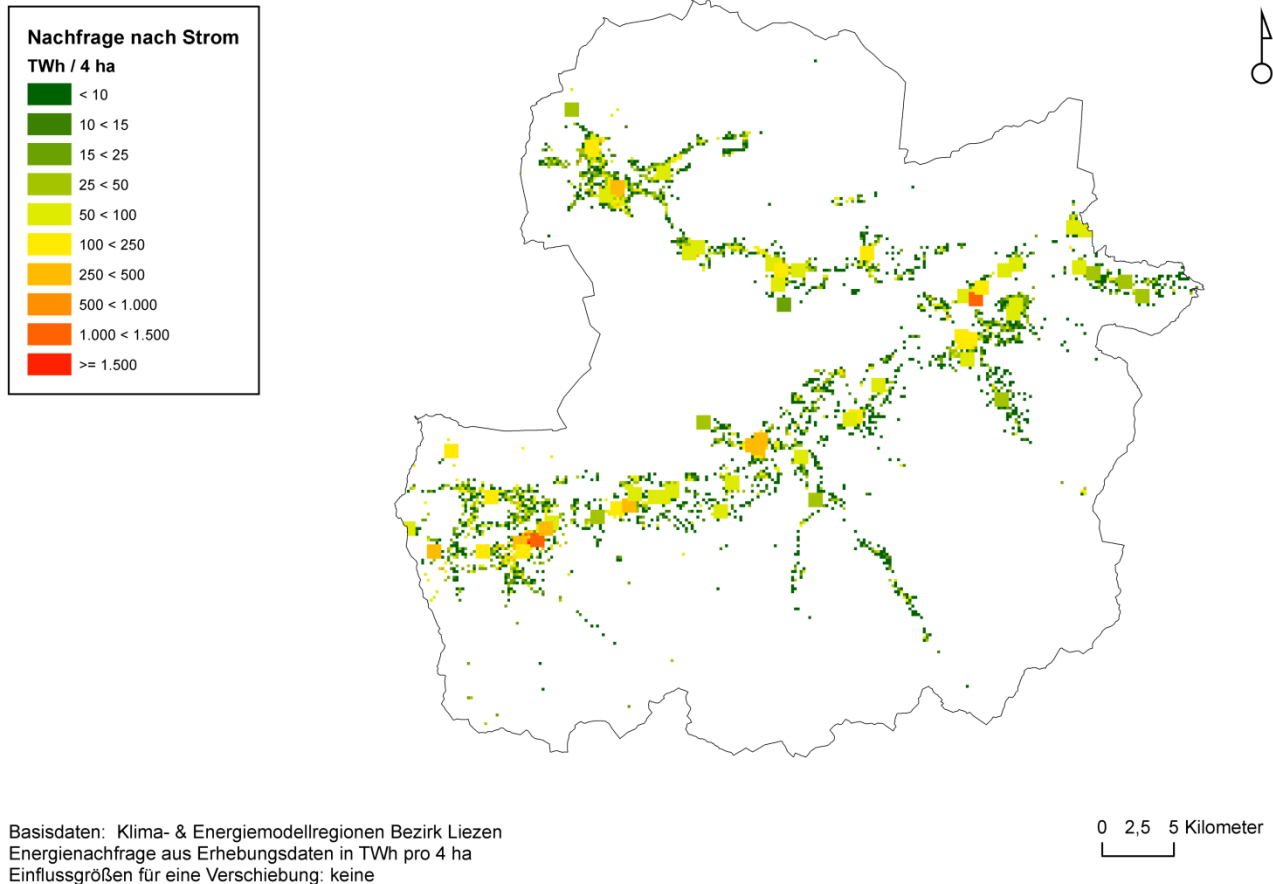 Nachfrage nach Strom
TWh / 4 ha
< 10
10 < 15
15 < 25
25 < 50
50 < 100
100 < 250
250 < 500
500 < 1.000
1.000 < 1.500
>= 1.500
Basisdaten: Klima- & Energiemodellregionen Bezirk Liezen
Energienachfrage aus Erhebungsdaten in TWh pro 4 ha
Einflussgrößen für eine Verschiebung: keine
0 2,5 5 Kilometer